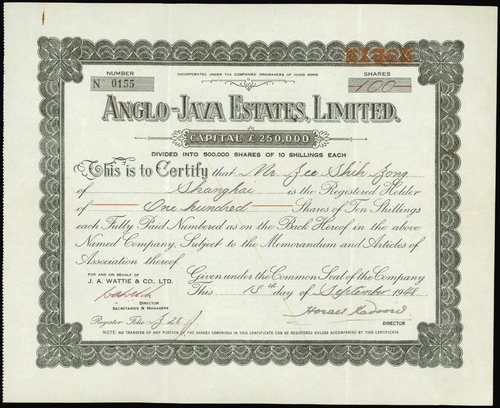 NUMBER
N 0155
INCORPORATED UNDER THE COMPANIES' ORDINANCES OF HONG KONG
SHARES
100
ANGLO-JAVA ESTATES, LIMITED.
CAPITAL £ 250,000
DIVIDED INTO 500,000 SHARES OF 10 SHILLINGS EACH
This is to Certify that Mr. Zee Shih Zong
of Shanghai is the Registered Holder
of One hundred Shares of Ten Shillings
each Fully Paid Numbered as on the Back Hereof in the above
Named Company, Subject to the Memorandum and Articles of
Association thereof.
FOR AND ON BEHALF OF
J. A. WATTIE & CO. LTD.
DIRECTOR
SECRETARIES & MANAGERS
Given under the Common Seal of the Company
This 15th day of September 1948
Horace Kadoorie
DIRECTOR
Register Folio
NOTE: NO TRANSFER OF ANY PORTION OF THE SHARES COMPRISED IN THIS CERTIFICATE CAN BE REGISTERED UNLESS ACCOMPANIED BY THIS CERTIFICATE